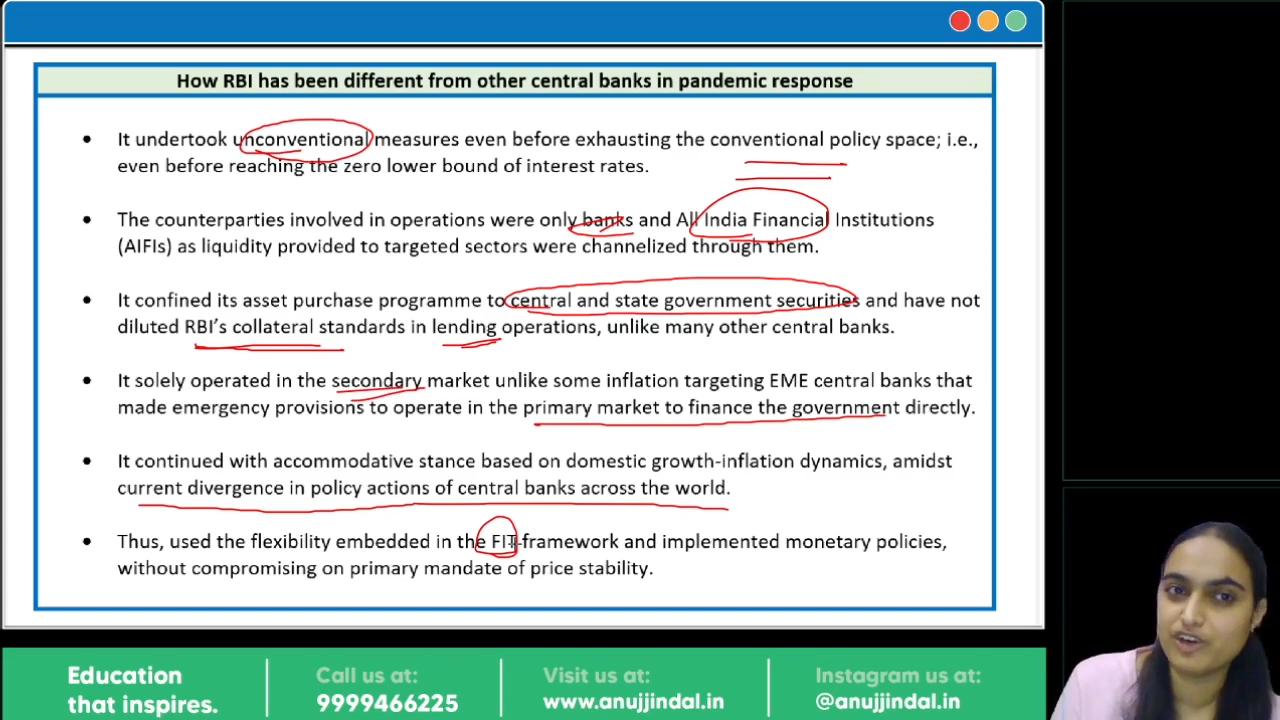 How RBI has been different from other central banks in pandemic response
• It undertook unconventional measures even before exhausting the conventional policy space; i.e.,
even before reaching the zero lower bound of interest rates.
• The counterparties involved in operations were only banks and All India Financial Institutions
(AIFIs) as liquidity provided to targeted sectors were channelized through them.
• It confined its asset purchase programme to central and state government securities and have not
diluted RBI’s collateral standards in lending operations, unlike many other central banks.
• It solely operated in the secondary market unlike some inflation targeting EME central banks that
made emergency provisions to operate in the primary market to finance the government directly.
• It continued with accommodative stance based on domestic growth-inflation dynamics, amidst
current divergence in policy actions of central banks across the world.
• Thus, used the flexibility embedded in the FIT-framework and implemented monetary policies,
without compromising on primary mandate of price stability.
Education
that inspires.
Call us at:
9999466225
Visit us at:
www.anujjindal.in
Instagram us at:
@anujjindal.in